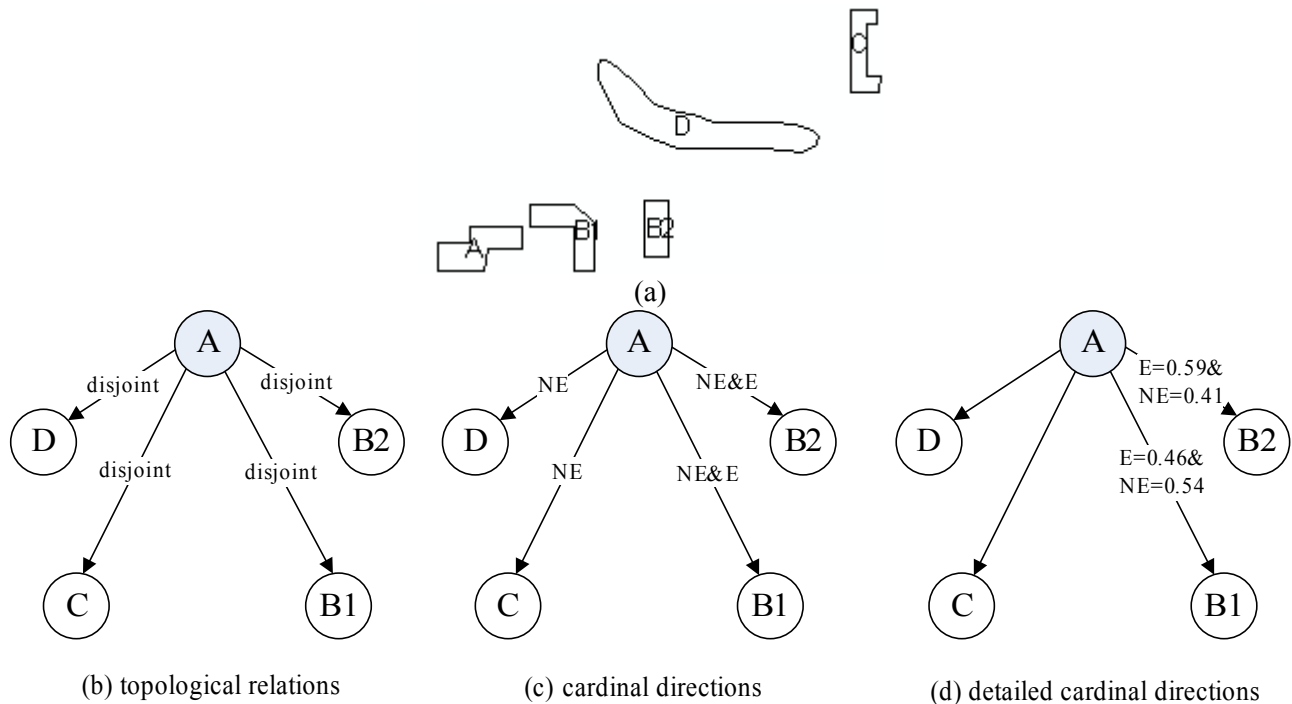 C
D
A
B1
B2
(a)
A
disjoint
disjoint
D
B2
disjoint
disjoint
C
B1
(b) topological relations
A
NE
NE&E
D
B2
NE
NE&E
C
B1
(c) cardinal directions
A
E=0.59&
NE=0.41
D
B2
E=0.46&
NE=0.54
C
B1
(d) detailed cardinal directions